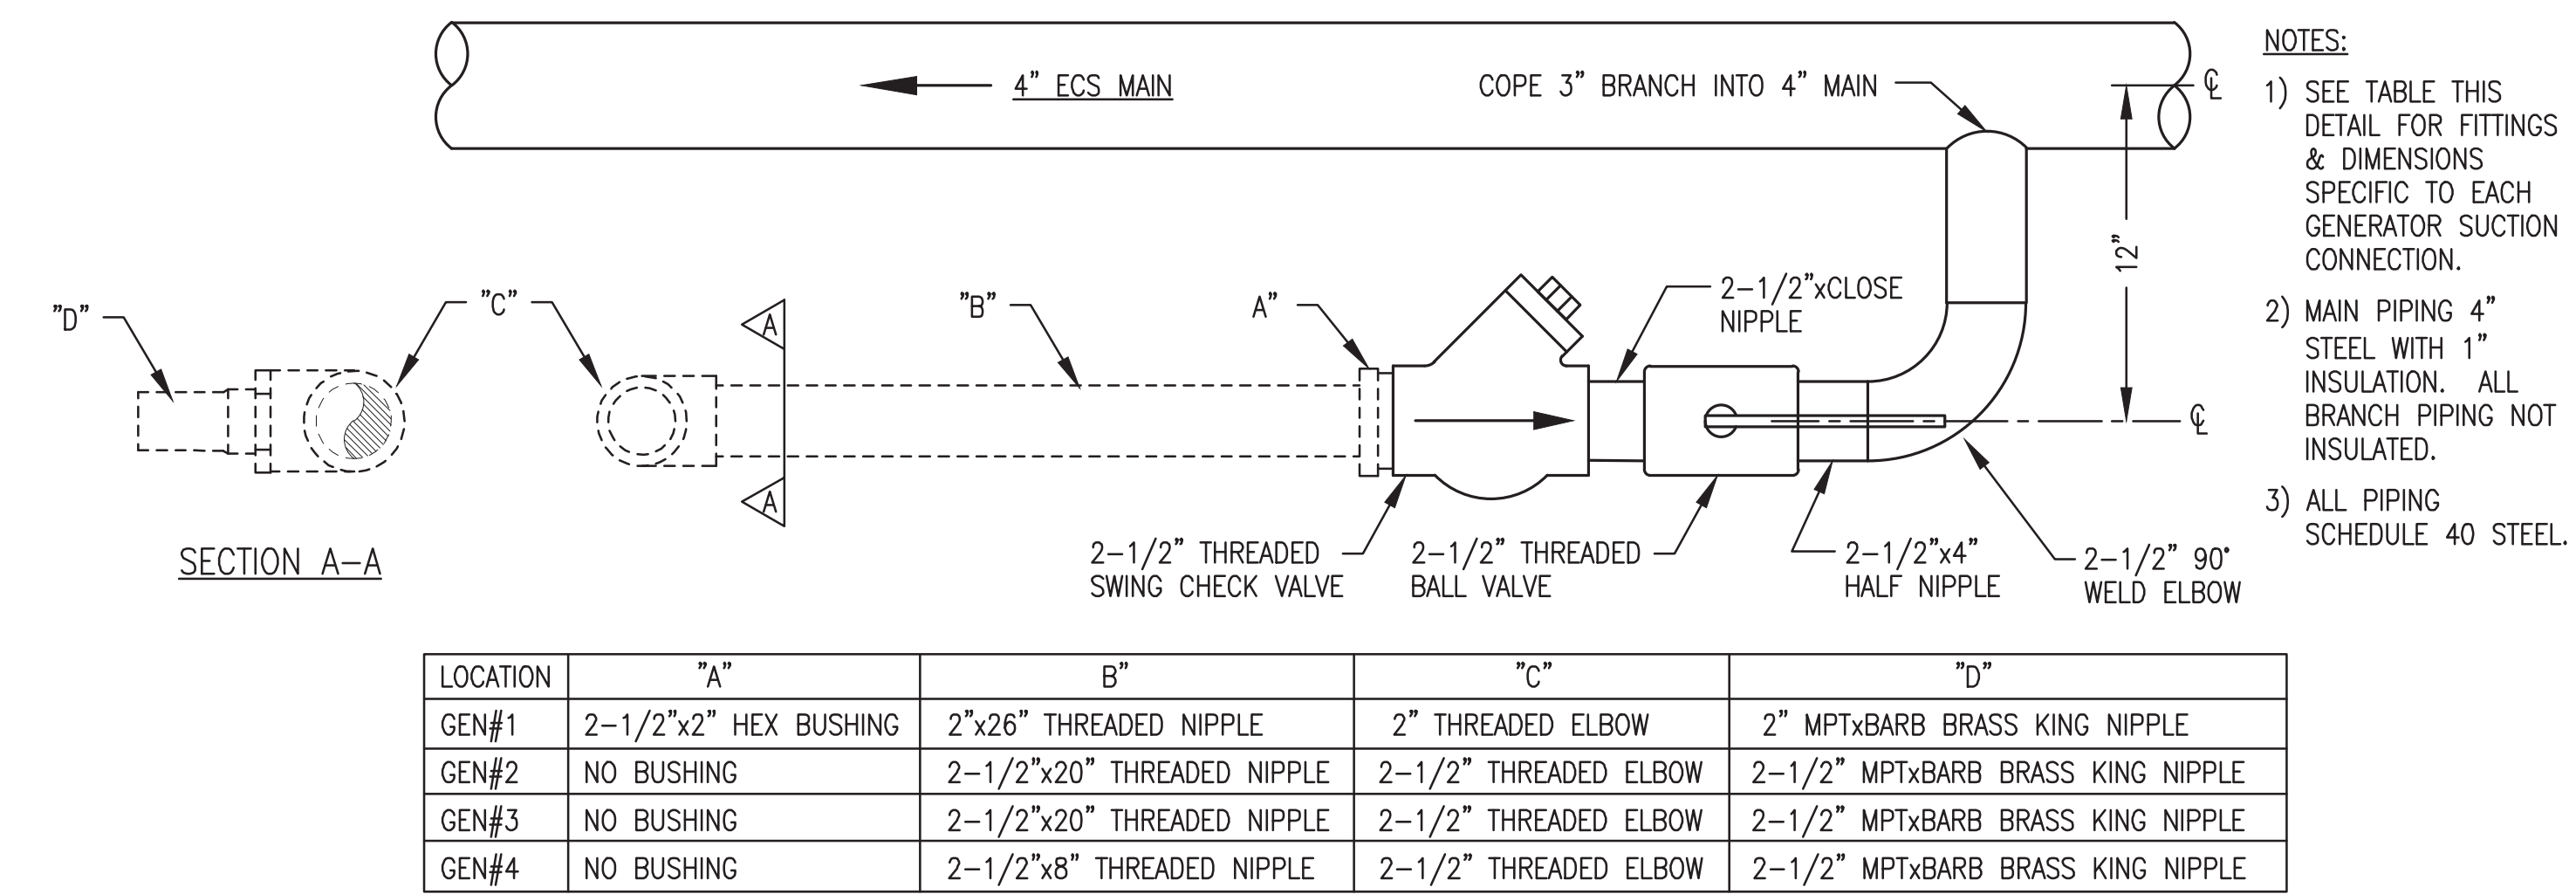 4” ECS MAIN
COPE 3” BRANCH INTO 4” MAIN
℄
12”
℄
”D”
”C”
A
A
”B”
A”
2-1/2”xCLOSE
NIPPLE
SECTION A-A
2-1/2” THREADED
SWING CHECK VALVE
2-1/2” THREADED
BALL VALVE
2-1/2”x4”
HALF NIPPLE
2-1/2” 90°
WELD ELBOW
NOTES:
1) SEE TABLE THIS
DETAIL FOR FITTINGS
& DIMENSIONS
SPECIFIC TO EACH
GENERATOR SUCTION
CONNECTION.
2) MAIN PIPING 4”
STEEL WITH 1”
INSULATION. ALL
BRANCH PIPING NOT
INSULATED.
3) ALL PIPING
SCHEDULE 40 STEEL.
LOCATION ”A” B” ”C” ”D”
GEN#1 2-1/2”x2” HEX BUSHING 2”x26” THREADED NIPPLE 2” THREADED ELBOW 2” MPTxBARB BRASS KING NIPPLE
GEN#2 NO BUSHING 2-1/2”x20” THREADED NIPPLE 2-1/2” THREADED ELBOW 2-1/2” MPTxBARB BRASS KING NIPPLE
GEN#3 NO BUSHING 2-1/2”x20” THREADED NIPPLE 2-1/2” THREADED ELBOW 2-1/2” MPTxBARB BRASS KING NIPPLE
GEN#4 NO BUSHING 2-1/2”x8” THREADED NIPPLE 2-1/2” THREADED ELBOW 2-1/2” MPTxBARB BRASS KING NIPPLE